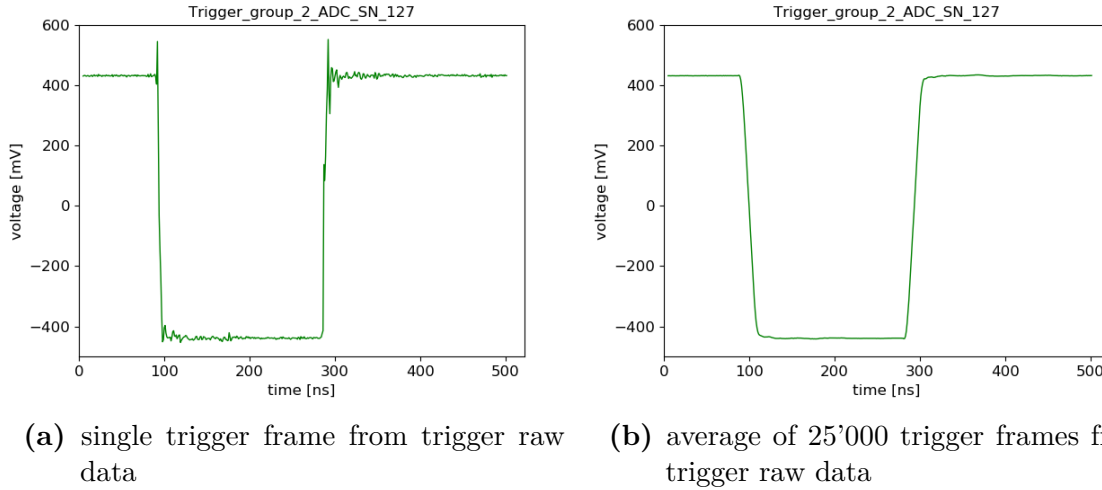 Trigger_group_2_ADC_SN_127
600
400
200
0
−200
−400
voltage [mV]
0
100
200
300
400
500
time [ns]
(a) single trigger frame from trigger raw
data
Trigger_group_2_ADC_SN_127
600
400
200
0
−200
−400
voltage [mV]
0
100
200
300
400
500
time [ns]
(b) average of 25'000 trigger frames
trigger raw data